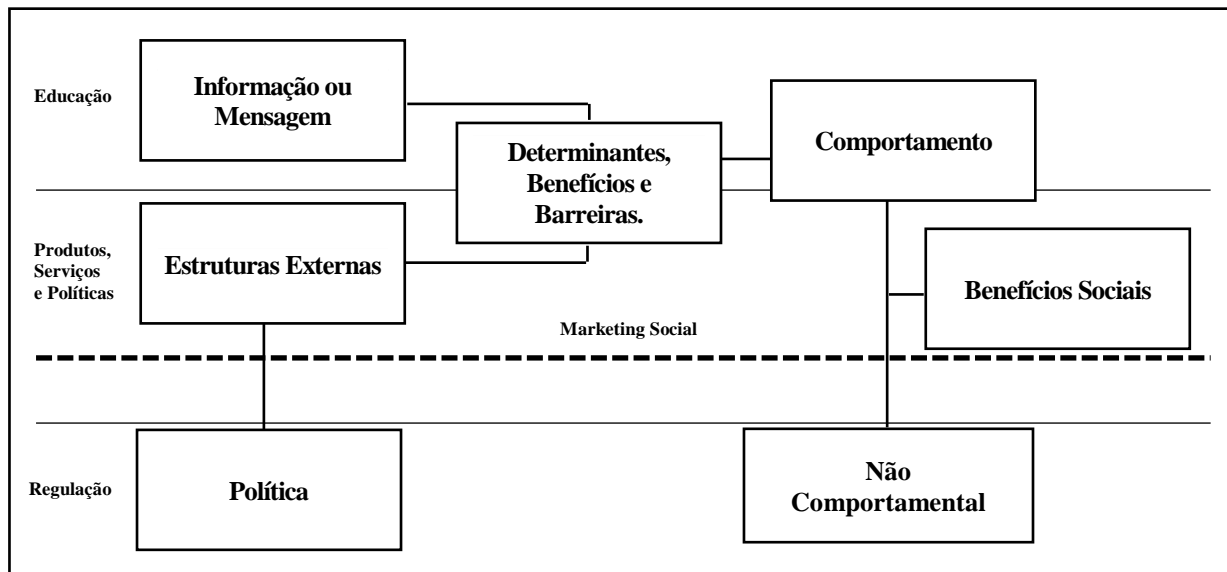 Educação
Informação ou
Mensagem
Determinantes,
Benefícios e
Barreiras.
Comportamento
Produtos,
Serviços
e Políticas
Estruturas Externas
Benefícios Sociais
Marketing Social
Regulação
Política
Não
Comportamental